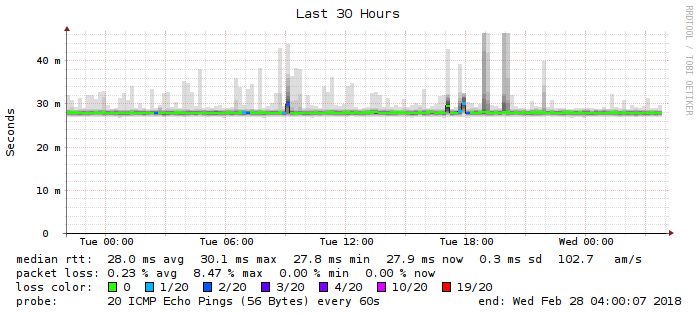 Last 30 Hours
RRDTOOL / TOBI OETIKER
Seconds
40 m
30 m
20 m
10 m
0
Tue 00:00 Tue 06:00 Tue 12:00 Tue 18:00 Wed 00:00
median rtt: 28.0 ms avg 30.1 ms max 27.8 ms min 27.9 ms now 0.3 ms sd 102.7 am/s
packet loss: 0.23 % avg 8.47 % max 0.00 % min 0.00 % now
loss color: 0 1/20 2/20 3/20 4/20 10/20 19/20
probe: 20 ICMP Echo Pings (56 Bytes) every 60s end: Wed Feb 28 04:00:07 2018